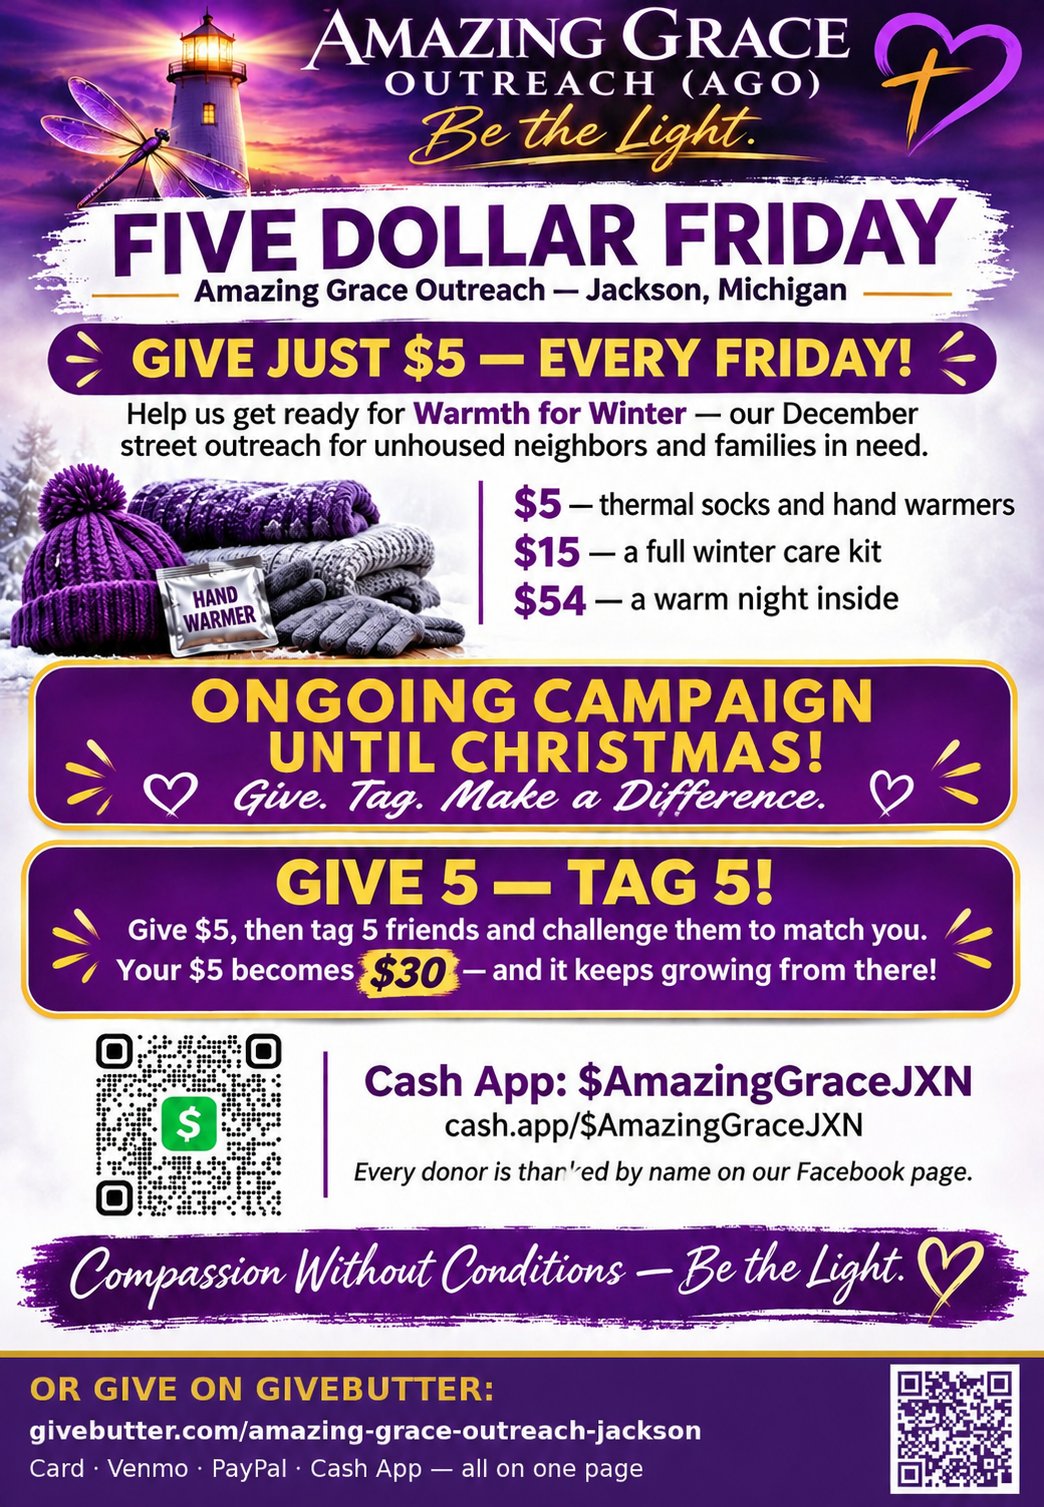 AMAZING GRACE
OUTREACH (AGO)
Be the Light.
FIVE DOLLAR FRIDAY
Amazing Grace Outreach — Jackson, Michigan
GIVE JUST $5 — EVERY FRIDAY!
Help us get ready for Warmth for Winter — our December
street outreach for unhoused neighbors and families in need.
HAND
WARMER
$5 — thermal socks and hand warmers
$15 — a full winter care kit
$54 — a warm night inside
ONGOING CAMPAIGN
UNTIL CHRISTMAS!
Give. Tag. Make a Difference.
GIVE 5 — TAG 5!
Give $5, then tag 5 friends and challenge them to match you.
Your $5 becomes $30 — and it keeps growing from there!
$
Cash App: $AmazingGraceJXN
cash.app/$AmazingGraceJXN
Every donor is thanked by name on our Facebook page.
Compassion Without Conditions — Be the Light.
OR GIVE ON GIVEBUTTER:
givebutter.com/amazing-grace-outreach-jackson
Card · Venmo · PayPal · Cash App — all on one page